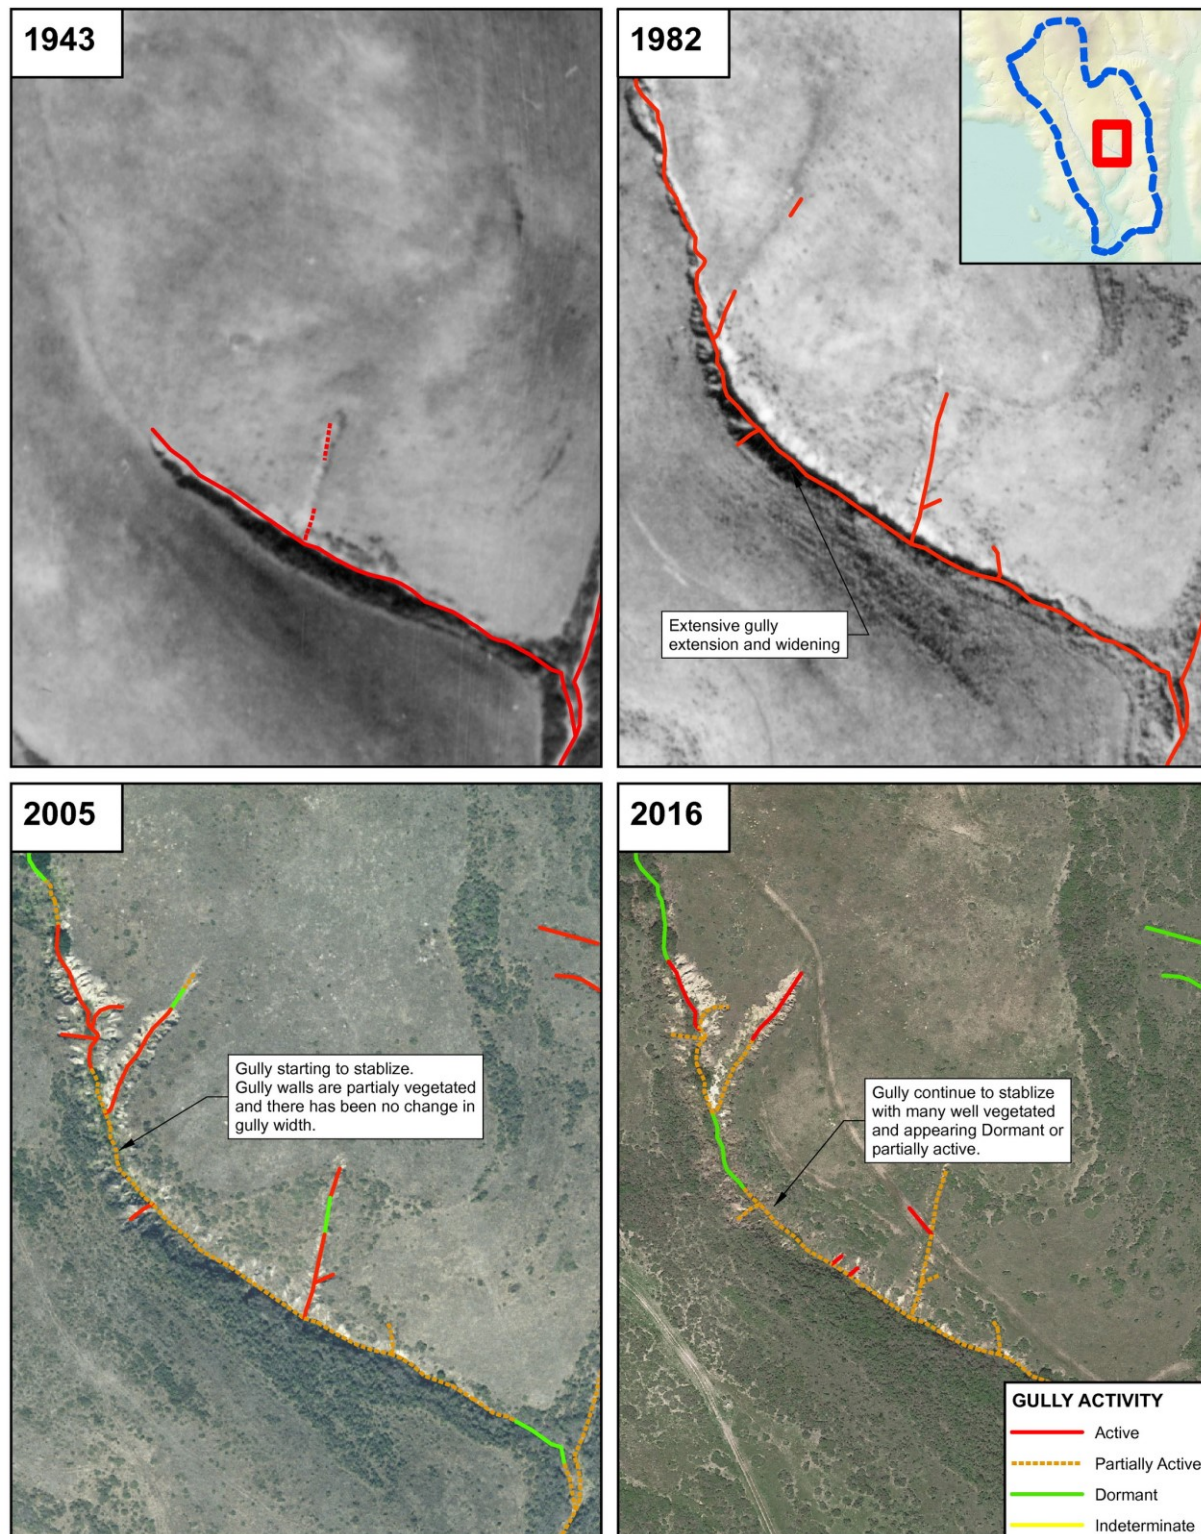 1943
1982
Extensive gully
extension and widening
2005
Gully starting to stablize.
Gully walls are partialy vegetated
and there has been no change in
gully width.
2016
Gully continue to stablize
with many well vegetated
and appearing Dormant or
partially active.
GULLY ACTIVITY
Active
Partially Active
Dormant
Indeterminate